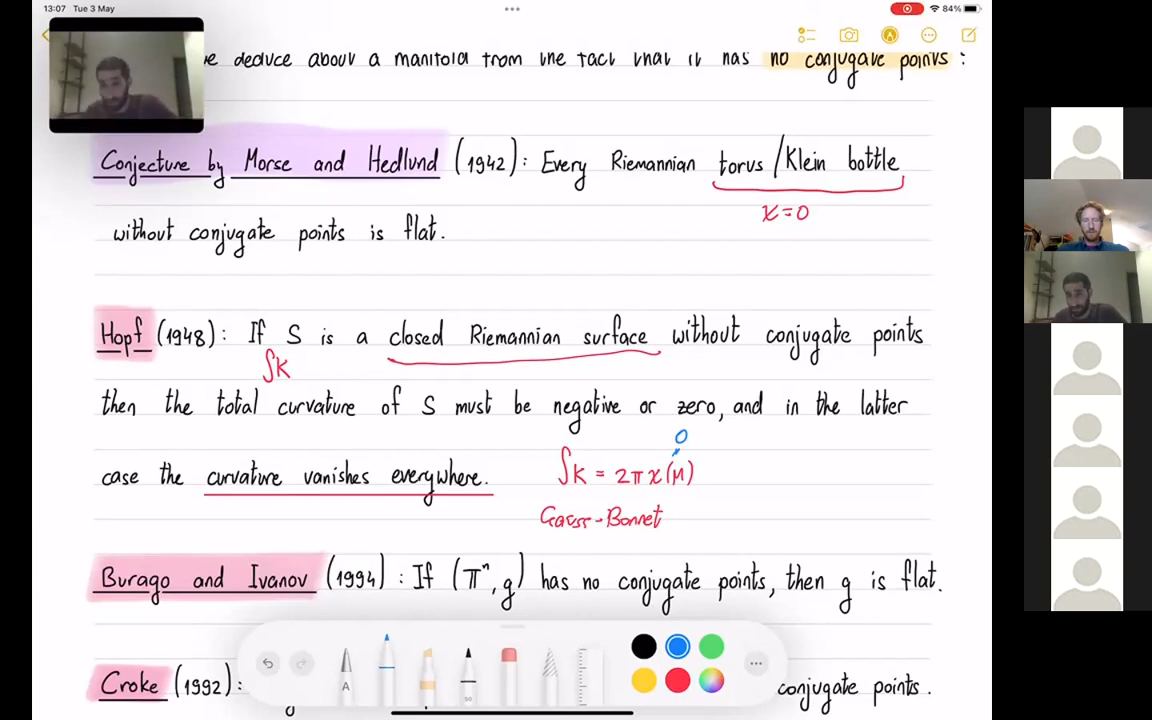 13:07 Tue 3 May
84%
deduce about a manifold from the fact that it has no conjugate points :
Conjecture by Morse and Hedlund (1942): Every Riemannian torus/Klein bottle
χ=0
without conjugate points is flat.
Hopf (1948): If S is a closed Riemannian surface without conjugate points
∫K
then the total curvature of S must be negative or zero, and in the latter
0
case the curvature vanishes everywhere. ∫K = 2πχ(M)
Gauss-Bonnet
Burago and Ivanov (1994): If (𝕋ⁿ, g) has no conjugate points, then g is flat.
Croke (1992): conjugate points.
A
50